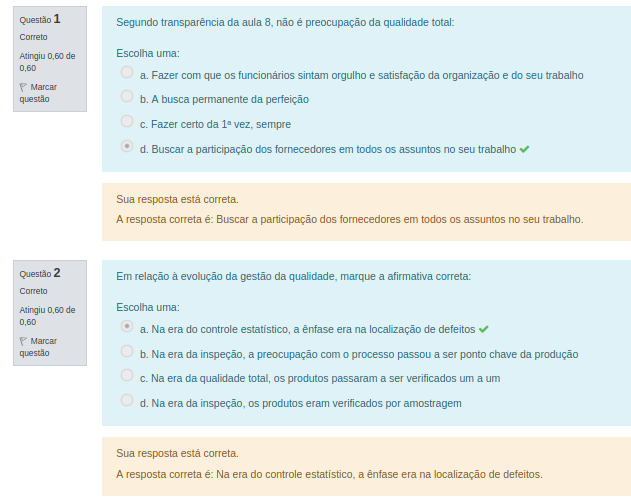 Questão 1
Correto
Atingiu 0,60 de
0,60
Marcar
questão
Segundo transparência da aula 8, não é preocupação da qualidade total:
Escolha uma:
a. Fazer com que os funcionários sintam orgulho e satisfação da organização e do seu trabalho
b. A busca permanente da perfeição
c. Fazer certo da 1ª vez, sempre
d. Buscar a participação dos fornecedores em todos os assuntos no seu trabalho
Sua resposta está correta.
A resposta correta é: Buscar a participação dos fornecedores em todos os assuntos no seu trabalho.
Questão 2
Correto
Atingiu 0,60 de
0,60
Marcar
questão
Em relação à evolução da gestão da qualidade, marque a afirmativa correta:
Escolha uma:
a. Na era do controle estatístico, a ênfase era na localização de defeitos
b. Na era da inspeção, a preocupação com o processo passou a ser ponto chave da produção
c. Na era da qualidade total, os produtos passaram a ser verificados um a um
d. Na era da inspeção, os produtos eram verificados por amostragem
Sua resposta está correta.
A resposta correta é: Na era do controle estatístico, a ênfase era na localização de defeitos.